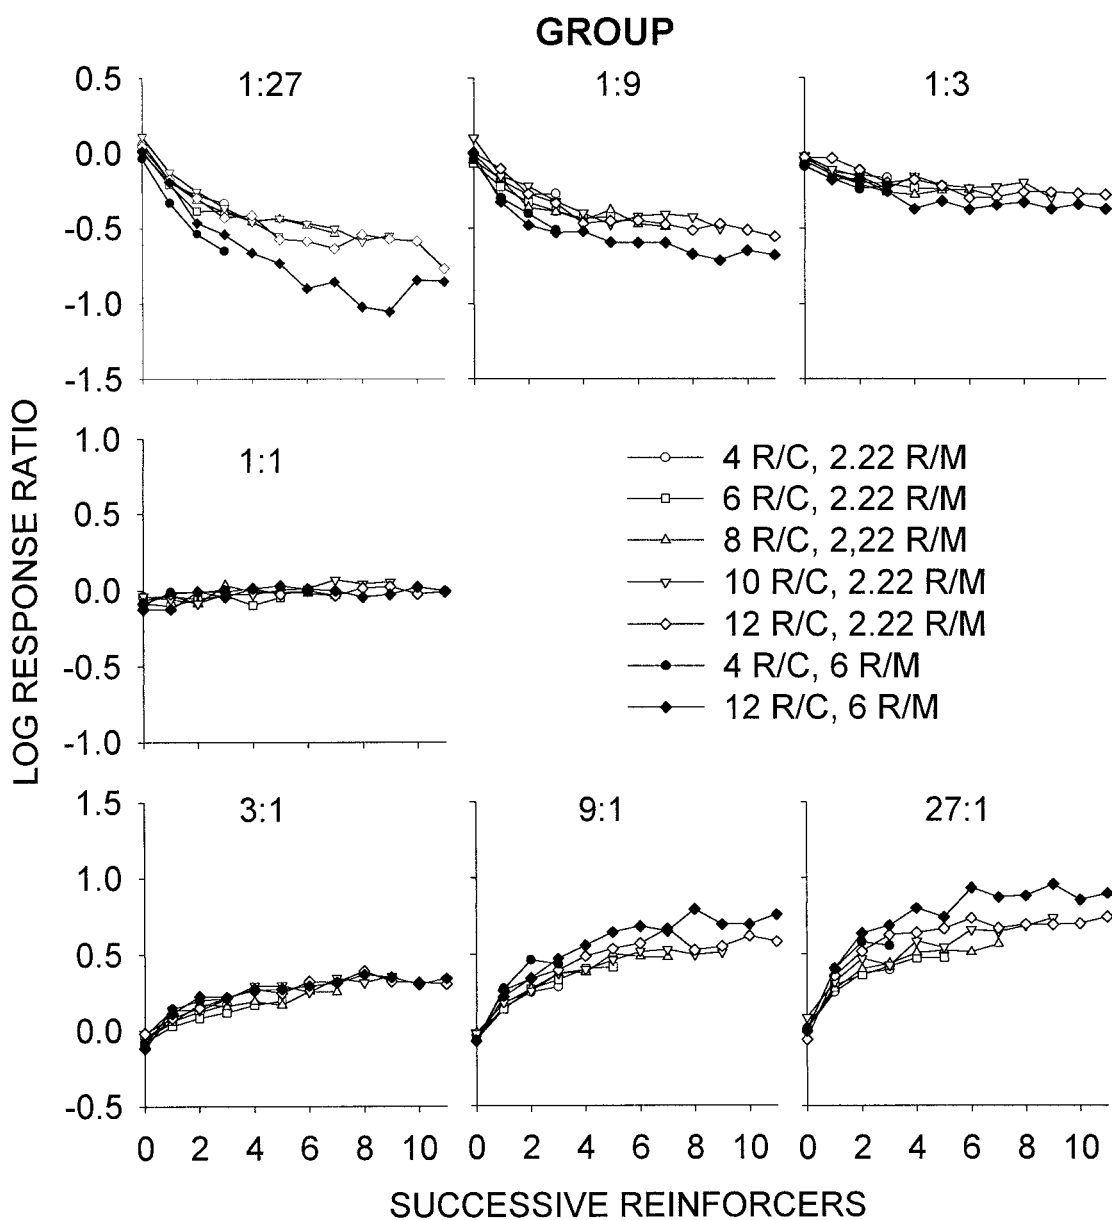 GROUP
1:27
1:9
1:3
0.5
0.0
-0.5
-1.0
-1.5
LOG RESPONSE RATIO
1:1
1.0
0.5
0.0
-0.5
-1.0
4 R/C, 2.22 R/M
6 R/C, 2.22 R/M
8 R/C, 2,22 R/M
10 R/C, 2.22 R/M
12 R/C, 2.22 R/M
4 R/C, 6 R/M
12 R/C, 6 R/M
3:1
9:1
27:1
1.5
1.0
0.5
0.0
-0.5
0 2 4 6 8 10
0 2 4 6 8 10
0 2 4 6 8 10
SUCCESSIVE REINFORCERS